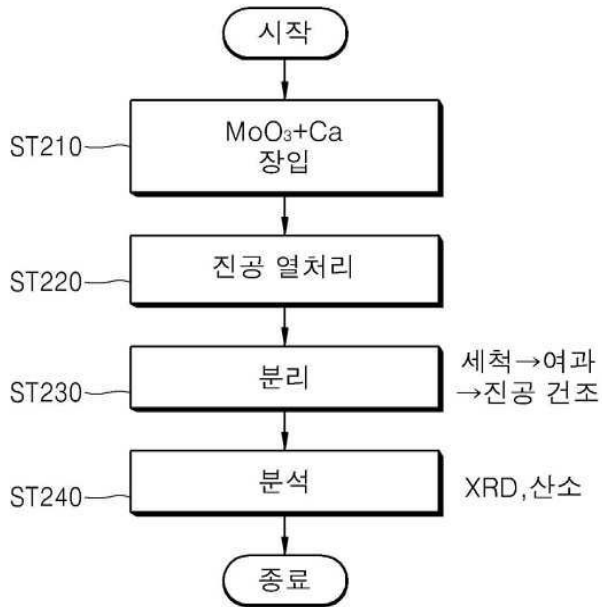 시작
ST210
MoO₃+Ca
장입
ST220
진공 열처리
ST230
분리
세척→여과
→진공 건조
ST240
분석
XRD,산소
종료